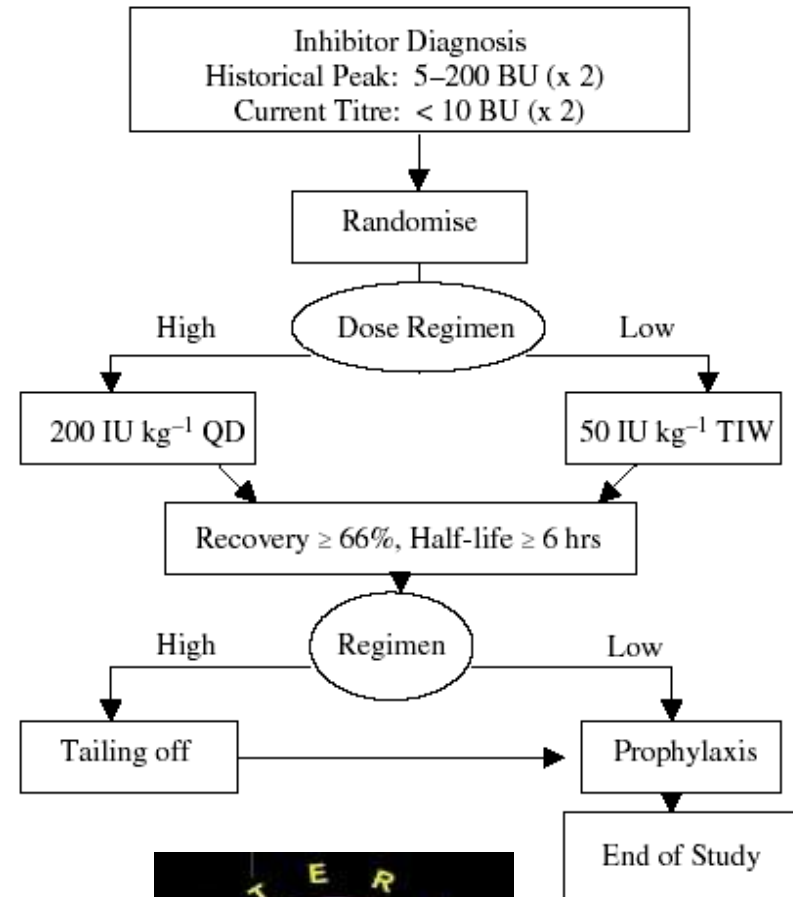 Inhibitor Diagnosis
Historical Peak: 5–200 BU (x 2)
Current Titre: < 10 BU (x 2)
Randomise
High
Dose Regimen
Low
200 IU kg⁻¹ QD
50 IU kg⁻¹ TIW
Recovery ≥ 66%, Half-life ≥ 6 hrs
High
Regimen
Low
Tailing off
Prophylaxis
End of Study
T E R